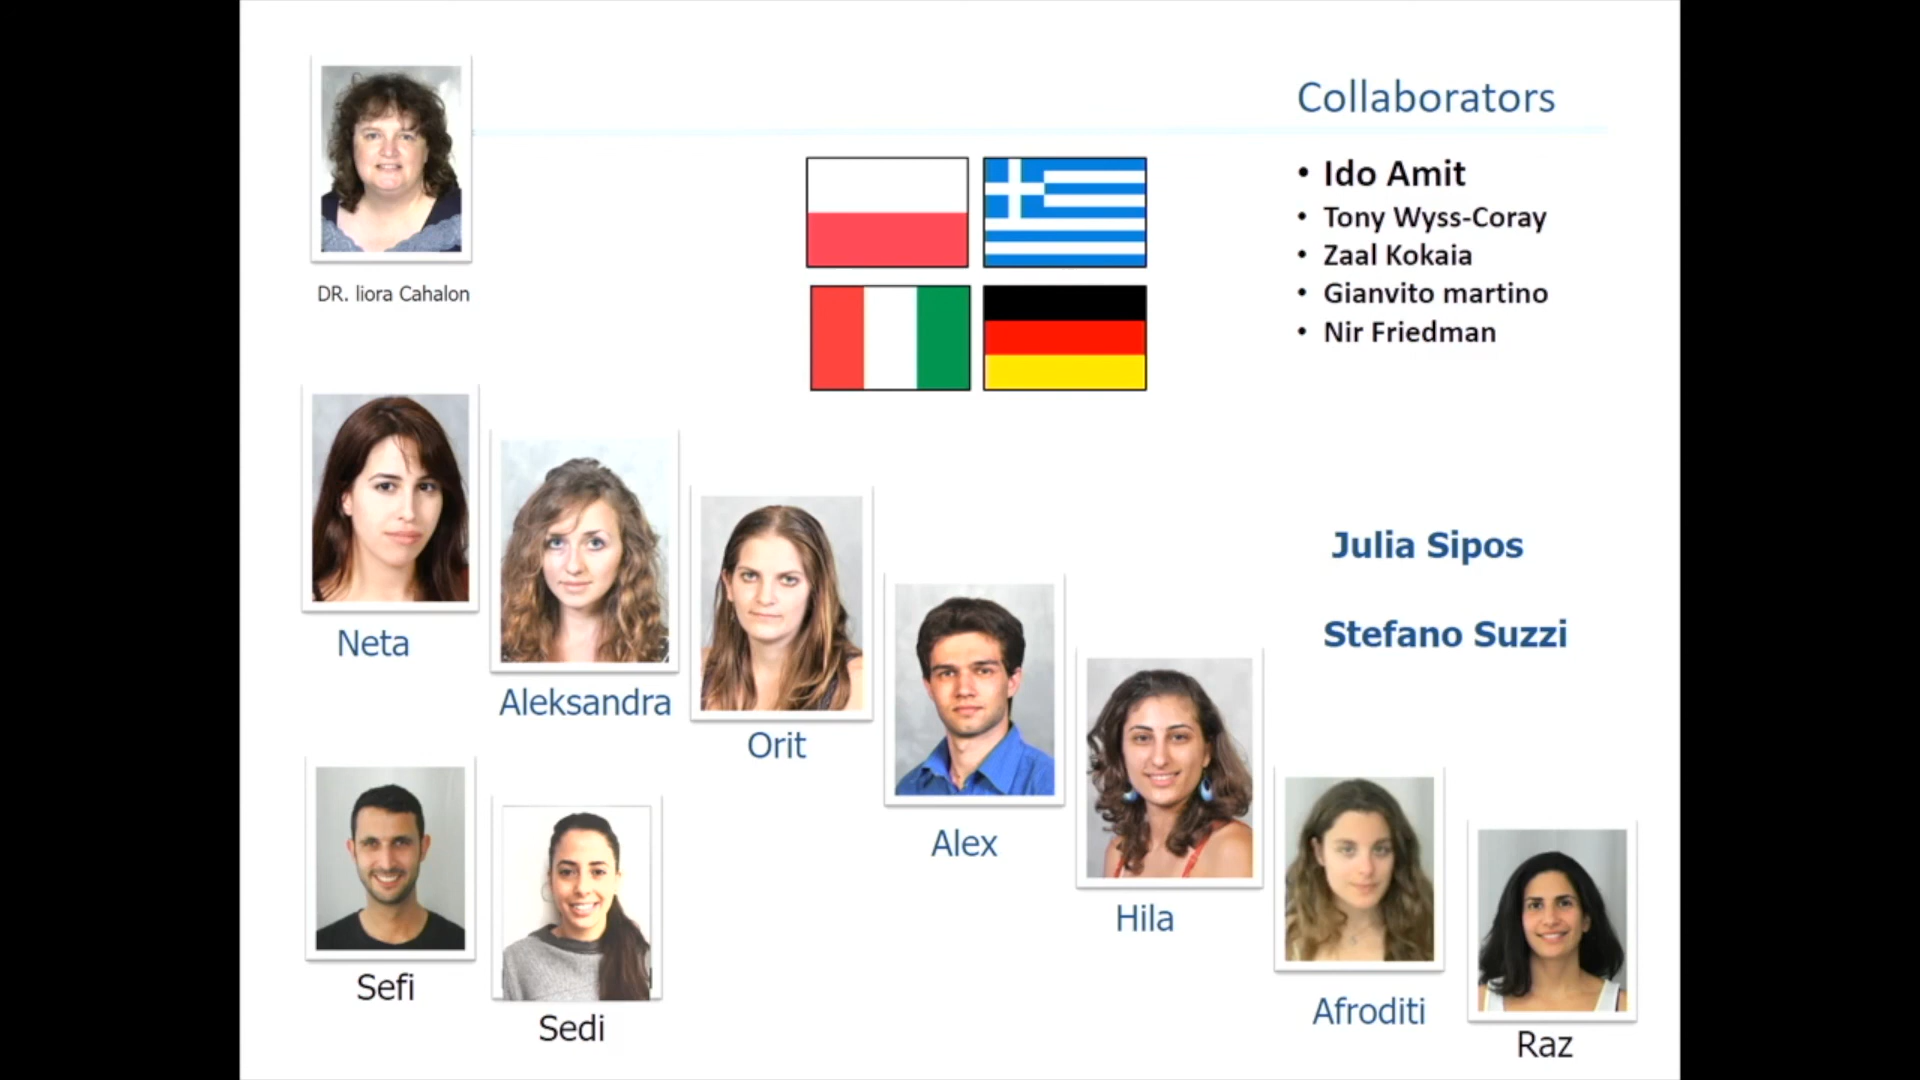 Collaborators
• Ido Amit
• Tony Wyss-Coray
• Zaal Kokaia
• Gianvito martino
• Nir Friedman
DR. liora Cahalon
Julia Sipos
Stefano Suzzi
Neta
Aleksandra
Orit
Alex
Hila
Afroditi
Raz
Sefi
Sedi